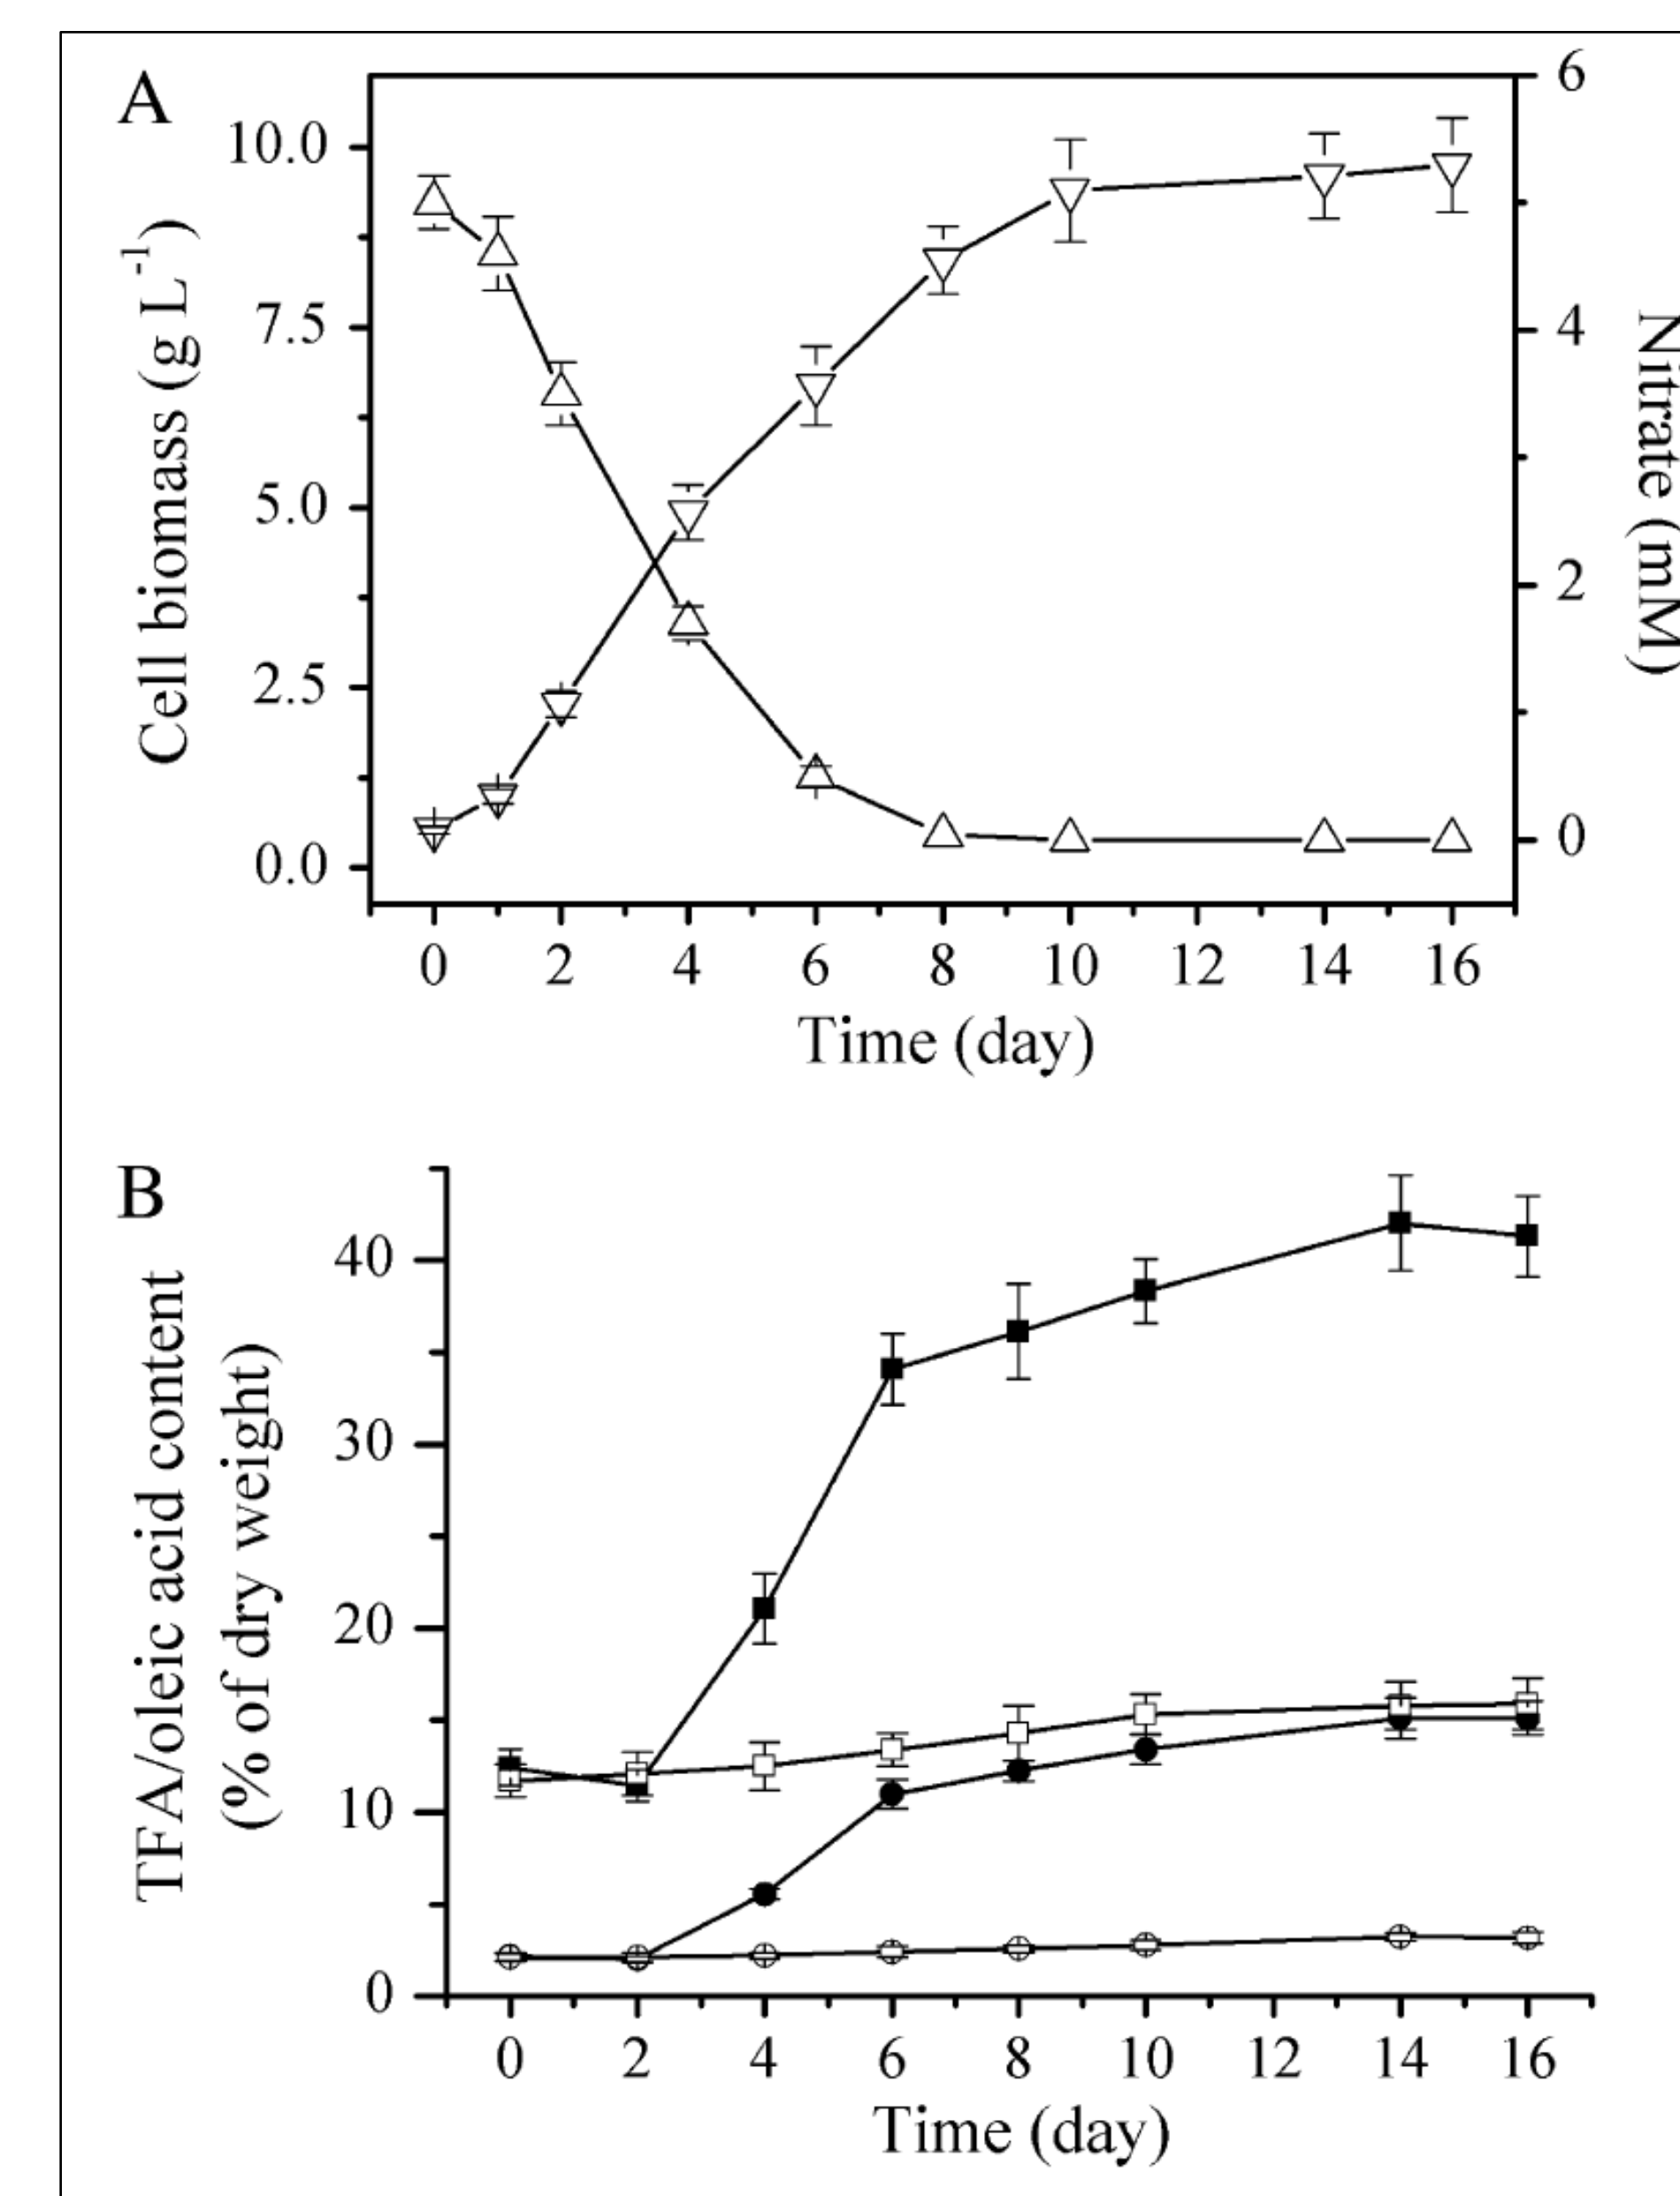 A
10.0
7.5
5.0
2.5
0.0
Cell biomass (g L-1)
6
4
2
0
Nitrate (mM)
0 2 4 6 8 10 12 14 16
Time (day)
B
40
30
20
10
0
TFA/oleic acid content
(% of dry weight)
0 2 4 6 8 10 12 14 16
Time (day)